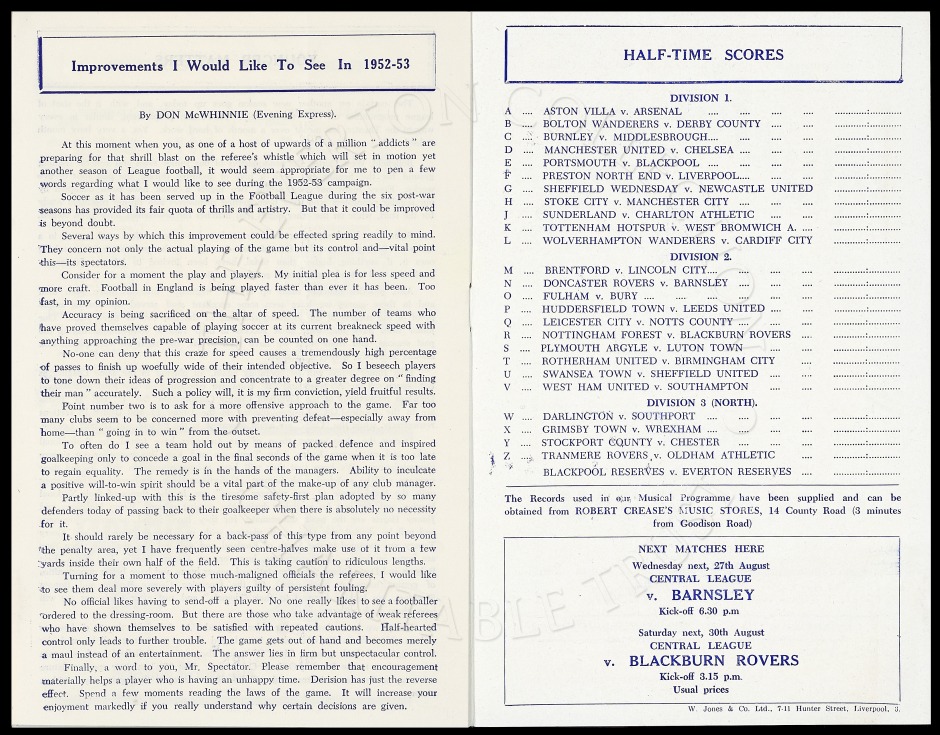 Improvements I Would Like To See In 1952-53
By DON McWHINNIE (Evening Express).
At this moment when you, as one of a host of upwards of a million "addicts" are
preparing for that shrill blast on the referee's whistle which will set in motion yet
another season of League football, it would seem appropriate for me to pen a few
words regarding what I would like to see during the 1952-53 campaign.
Soccer as it has been served up in the Football League during the six post-war
seasons has provided its fair quota of thrills and artistry. But that it could be improved
is beyond doubt.
Several ways by which this improvement could be effected spring readily to mind.
They concern not only the actual playing of the game but its control and—vital point
this—its spectators.
Consider for a moment the play and players. My initial plea is for less speed and
more craft. Football in England is being played faster than ever it has been. Too
fast, in my opinion.
Accuracy is being sacrificed on the altar of speed. The number of teams who
have proved themselves capable of playing soccer at its current breakneck speed with
anything approaching the pre-war precision, can be counted on one hand.
No-one can deny that this craze for speed causes a tremendously high percentage
of passes to finish up woefully wide of their intended objective. So I beseech players
to tone down their ideas of progression and concentrate to a greater degree on "finding
their man" accurately. Such a policy will, it is my firm conviction, yield fruitful results.
Point number two is to ask for a more offensive approach to the game. Far too
many clubs seem to be concerned more with preventing defeat—especially away from
home—than "going in to win" from the outset.
To often do I see a team hold out by means of packed defence and inspired
goalkeeping only to concede a goal in the final seconds of the game when it is too late
to regain equality. The remedy is in the hands of the managers. Ability to inculcate
a positive will-to-win spirit should be a vital part of the make-up of any club manager.
Partly linked-up with this is the tiresome safety-first plan adopted by so many
defenders today of passing back to their goalkeeper when there is absolutely no necessity
for it.
It should rarely be necessary for a back-pass of this type from any point beyond
the penalty area, yet I have frequently seen centre-halves make use of it from a few
yards inside their own half of the field. This is taking caution to ridiculous lengths.
Turning for a moment to those much-maligned officials the referees, I would like
to see them deal more severely with players guilty of persistent fouling.
No official likes having to send-off a player. No one really likes to see a footballer
ordered to the dressing-room. But there are those who take advantage of weak referees
who have shown themselves to be satisfied with repeated cautions. Half-hearted
control only leads to further trouble. The game gets out of hand and becomes merely
a maul instead of an entertainment. The answer lies in firm but unspectacular control.
Finally, a word to you, Mr. Spectator. Please remember that encouragement
materially helps a player who is having an unhappy time. Derision has just the reverse
effect. Spend a few moments reading the laws of the game. It will increase your
enjoyment markedly if you really understand why certain decisions are given.
HALF-TIME SCORES
DIVISION 1.
A .... ASTON VILLA v. ARSENAL .... .... .... .... ............:............
B .... BOLTON WANDERERS v. DERBY COUNTY .... .... ............:............
C .... BURNLEY v. MIDDLESBROUGH.... .... .... .... ............:............
D .... MANCHESTER UNITED v. CHELSEA .... .... .... ............:............
E .... PORTSMOUTH v. BLACKPOOL .... .... .... .... ............:............
F .... PRESTON NORTH END v. LIVERPOOL.... .... .... ............:............
G .... SHEFFIELD WEDNESDAY v. NEWCASTLE UNITED ............:............
H .... STOKE CITY v. MANCHESTER CITY .... .... .... ............:............
J .... SUNDERLAND v. CHARLTON ATHLETIC .... .... ............:............
K .... TOTTENHAM HOTSPUR v. WEST BROMWICH A. .... ............:............
L .... WOLVERHAMPTON WANDERERS v. CARDIFF CITY ............:............
DIVISION 2.
M .... BRENTFORD v. LINCOLN CITY.... .... .... .... ............:............
N .... DONCASTER ROVERS v. BARNSLEY .... .... .... ............:............
O .... FULHAM v. BURY .... .... .... .... .... ............:............
P .... HUDDERSFIELD TOWN v. LEEDS UNITED .... .... ............:............
Q .... LEICESTER CITY v. NOTTS COUNTY .... .... .... ............:............
R .... NOTTINGHAM FOREST v. BLACKBURN ROVERS ............:............
S .... PLYMOUTH ARGYLE v. LUTON TOWN .... .... ............:............
T .... ROTHERHAM UNITED v. BIRMINGHAM CITY .... ............:............
U .... SWANSEA TOWN v. SHEFFIELD UNITED .... .... ............:............
V .... WEST HAM UNITED v. SOUTHAMPTON .... .... ............:............
DIVISION 3 (NORTH).
W .... DARLINGTON v. SOUTHPORT .... .... .... .... ............:............
X .... GRIMSBY TOWN v. WREXHAM .... .... .... .... ............:............
Y .... STOCKPORT COUNTY v. CHESTER .... .... .... ............:............
Z .... TRANMERE ROVERS v. OLDHAM ATHLETIC .... ............:............
BLACKPOOL RESERVES v. EVERTON RESERVES .... ............:............
The Records used in our Musical Programme have been supplied and can be
obtained from ROBERT CREASE'S MUSIC STORES, 14 County Road (3 minutes
from Goodison Road)
NEXT MATCHES HERE
Wednesday next, 27th August
CENTRAL LEAGUE
v. BARNSLEY
Kick-off 6.30 p.m
Saturday next, 30th August
CENTRAL LEAGUE
v. BLACKBURN ROVERS
Kick-off 3.15 p.m.
Usual prices
W. Jones & Co. Ltd., 7-11 Hunter Street, Liverpool, 3.